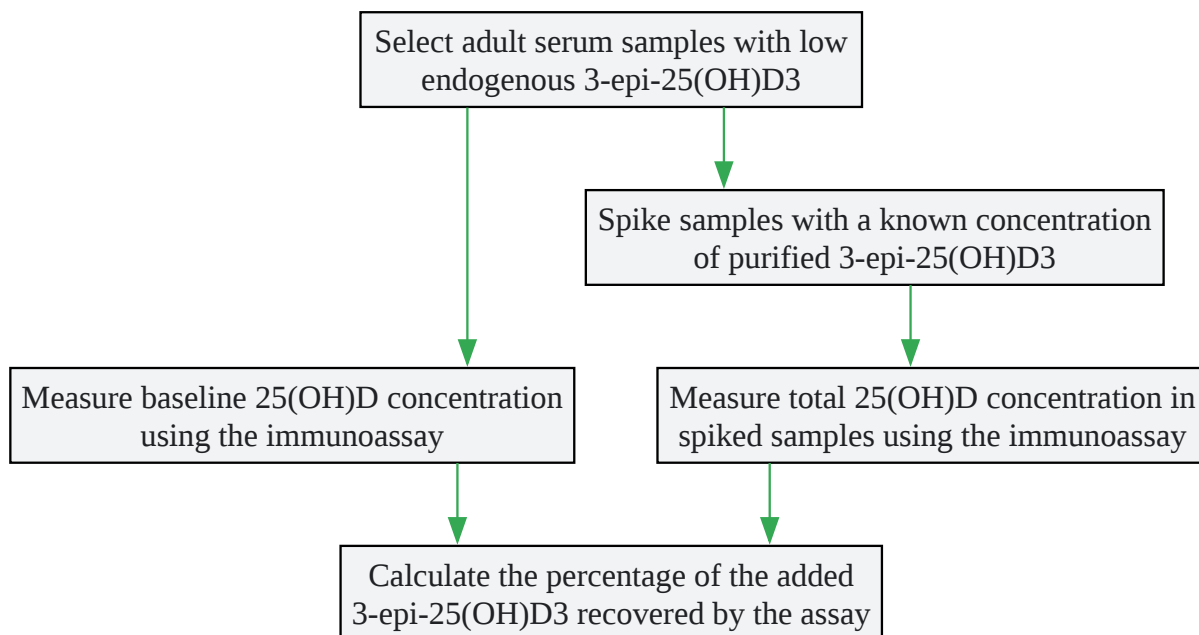 Select adult serum samples with low
endogenous 3-epi-25(OH)D3
Spike samples with a known concentration
of purified 3-epi-25(OH)D3
Measure baseline 25(OH)D concentration
using the immunoassay
Measure total 25(OH)D concentration in
spiked samples using the immunoassay
Calculate the percentage of the added
3-epi-25(OH)D3 recovered by the assay